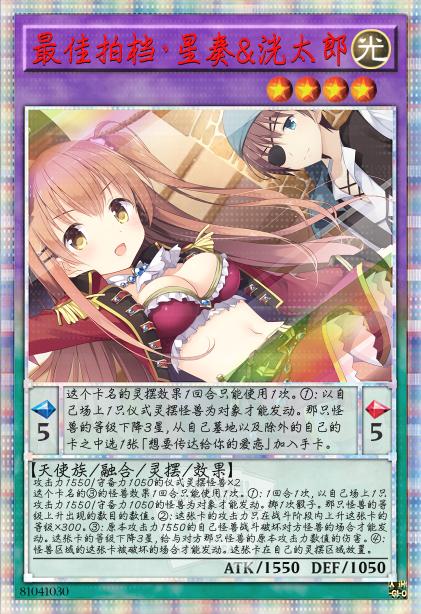 最佳拍档·星奏&洸太郎
光
这个卡名的灵摆效果1回合只能使用1次。①：以自
己场上1只仪式灵摆怪兽为对象才能发动。那只怪
兽的等级下降3星，从自己墓地以及除外的自己的
卡之中选1张「想要传达给你的爱恋」加入手卡。
5
5
【天使族/融合/灵摆/效果】
攻击力1550/守备力1050的仪式灵摆怪兽×2
这个卡名的③的怪兽效果1回合只能使用1次。①：1回合1次，以自己场上1只
攻击力1550/守备力1050的怪兽为对象才能发动。掷1次骰子。那只怪兽的等
级上升出现的数目的数值。②：这张卡的攻击力只在战斗阶段内上升这张卡的
等级×300。③：原本攻击力1550的自己怪兽战斗破坏对方怪兽的场合才能发
动。这张卡的等级下降3星，给与对方那只怪兽的原本攻击力数值的伤害。④：
怪兽区域的这张卡被破坏的场合才能发动。这张卡在自己的灵摆区域放置。
ATK/1550 DEF/1050
81041030